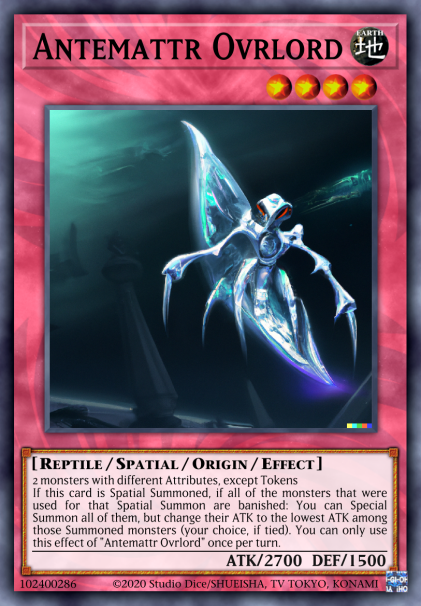 Antemattr Ovrlord
EARTH
地
[ Reptile / Spatial / Origin / Effect ]
2 monsters with different Attributes, except Tokens
If this card is Spatial Summoned, if all of the monsters that were
used for that Spatial Summon are banished: You can Special
Summon all of them, but change their ATK to the lowest ATK among
those Summoned monsters (your choice, if tied). You can only use
this effect of "Antemattr Ovrlord" once per turn.
ATK/2700 DEF/1500
102400286 ©2020 Studio Dice/SHUEISHA, TV TOKYO, KONAMI